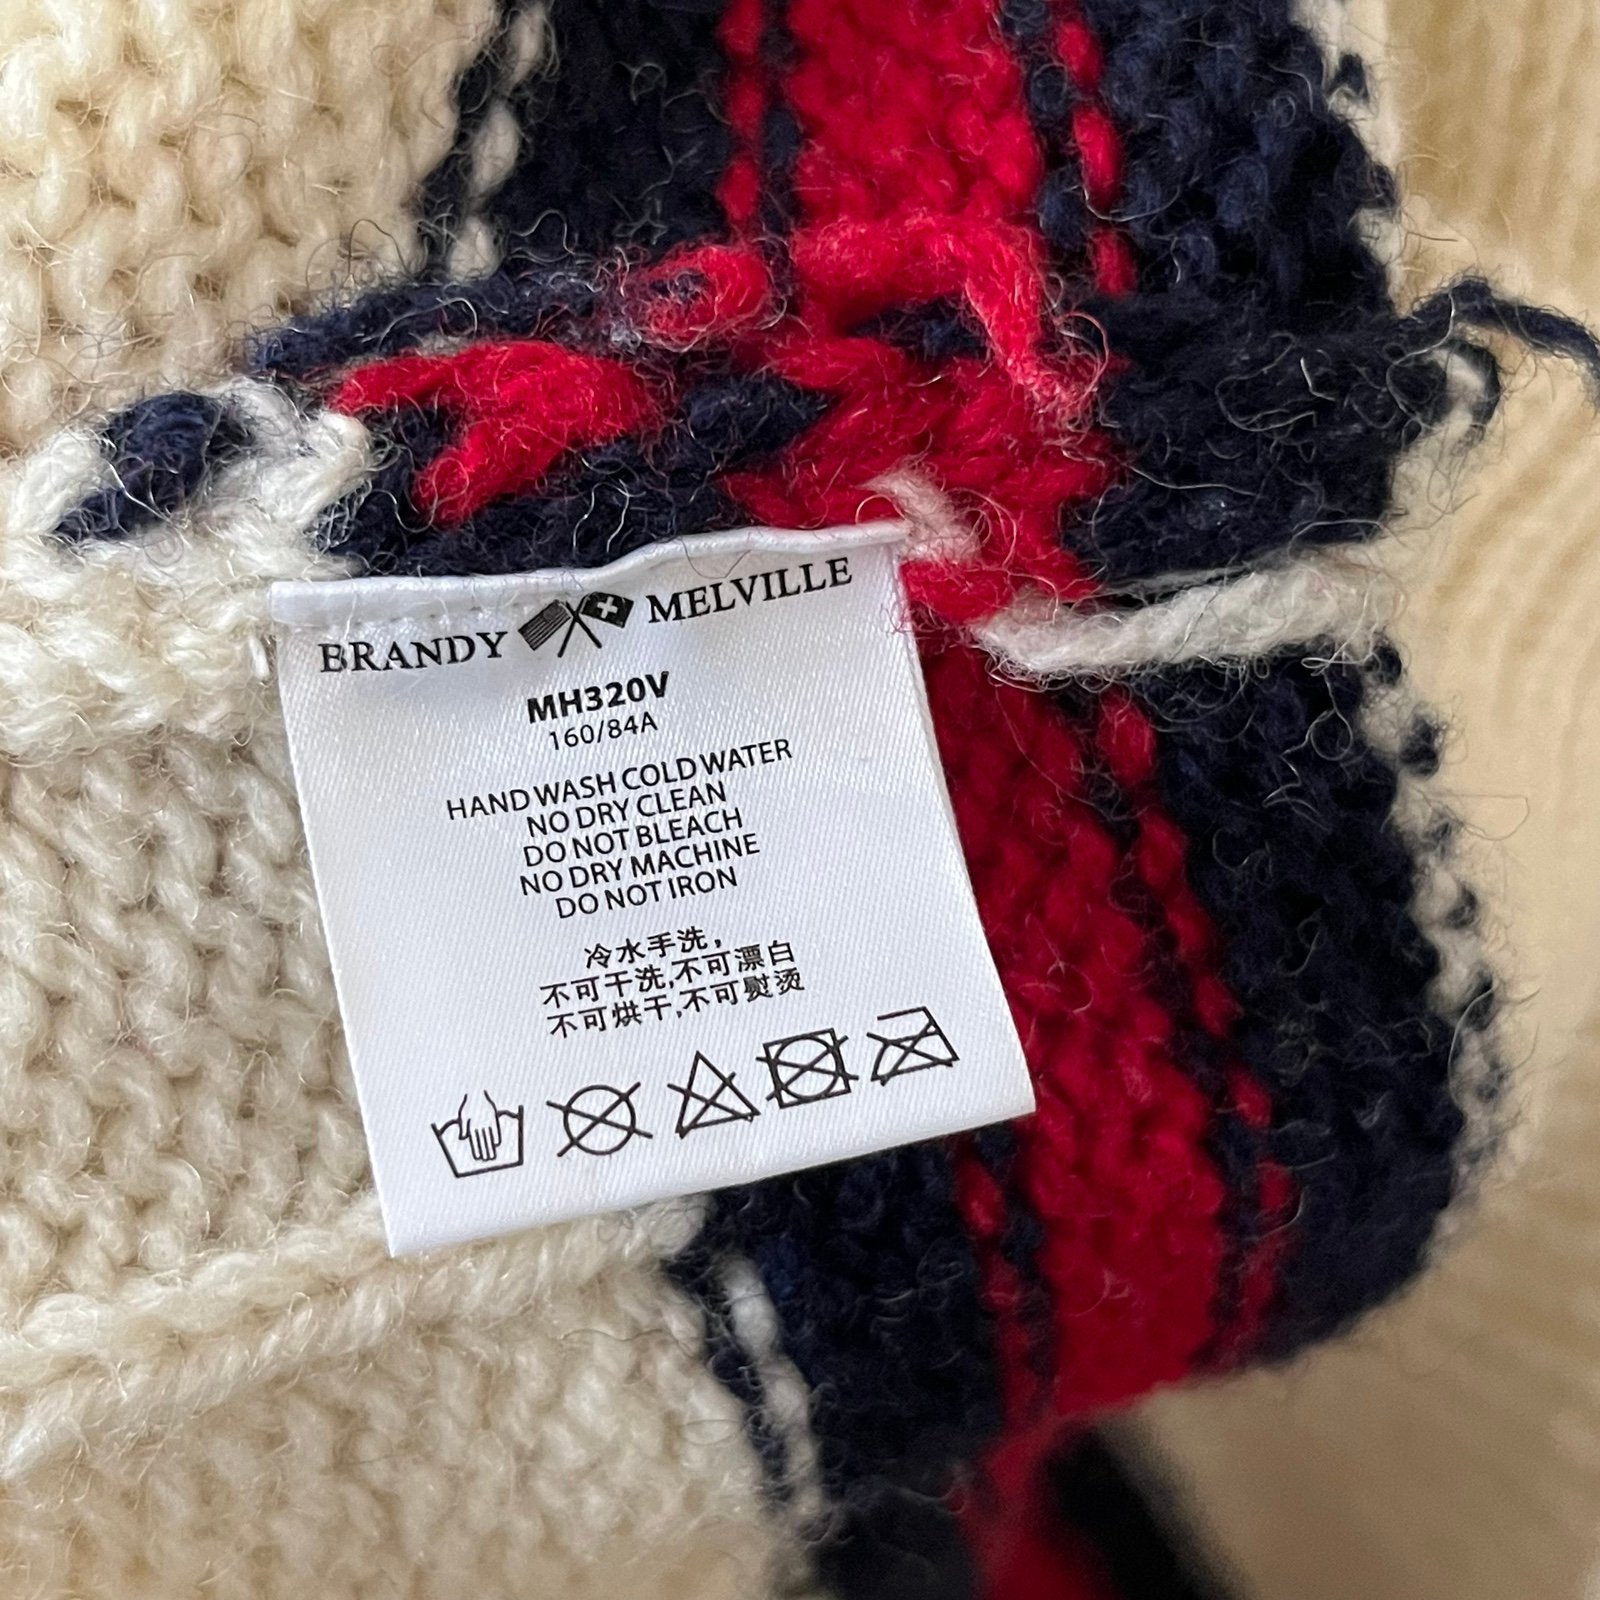 BRANDY MELVILLE
MH320V
160/84A
HAND WASH COLD WATER
NO DRY CLEAN
DO NOT BLEACH
NO DRY MACHINE
DO NOT IRON
冷水手洗，
不可干洗,不可漂白
不可烘干,不可熨烫